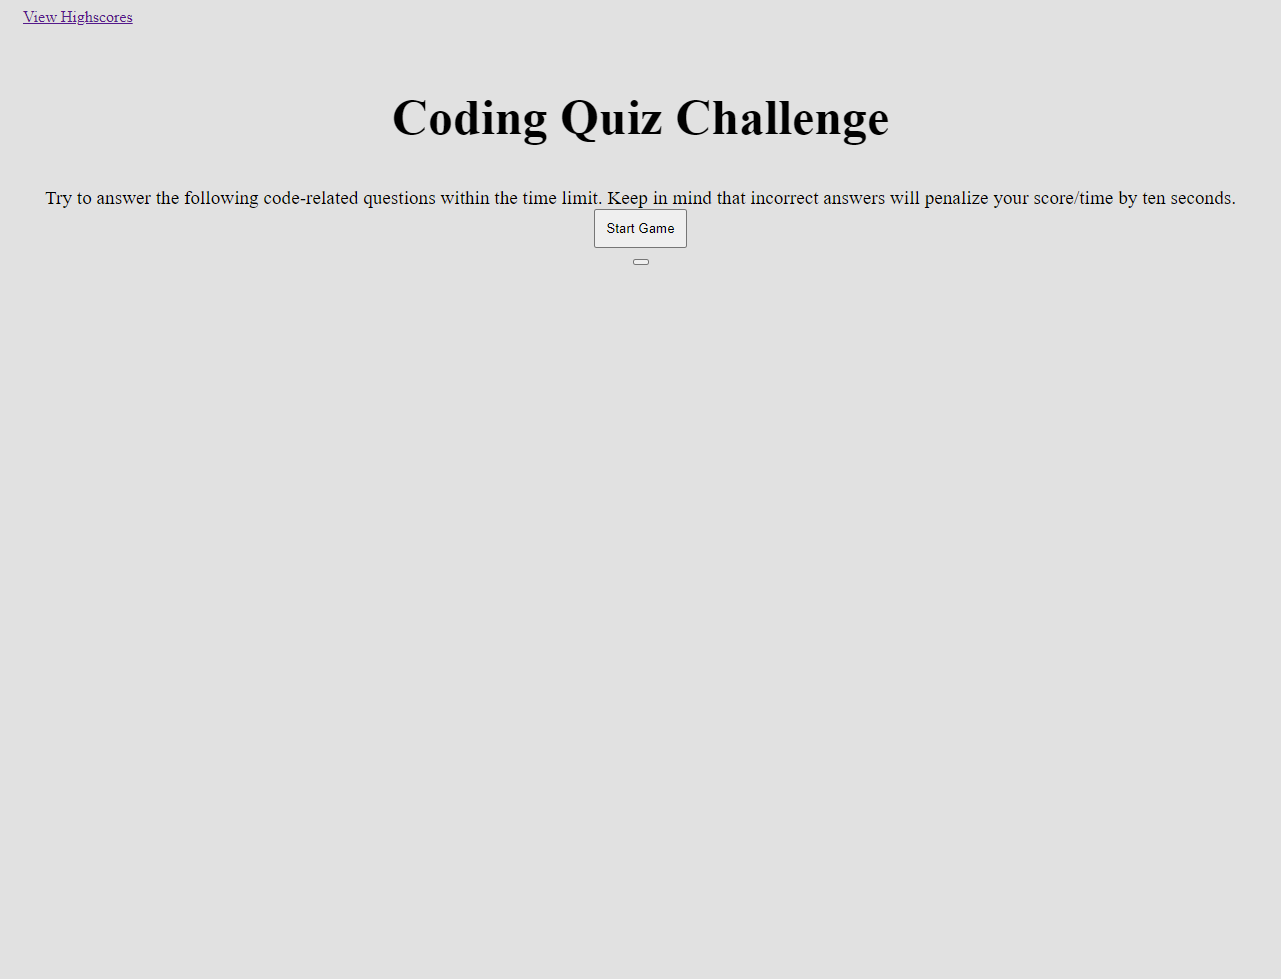 View Highscores
Coding Quiz Challenge
Try to answer the following code-related questions within the time limit. Keep in mind that incorrect answers will penalize your score/time by ten seconds.
Start Game